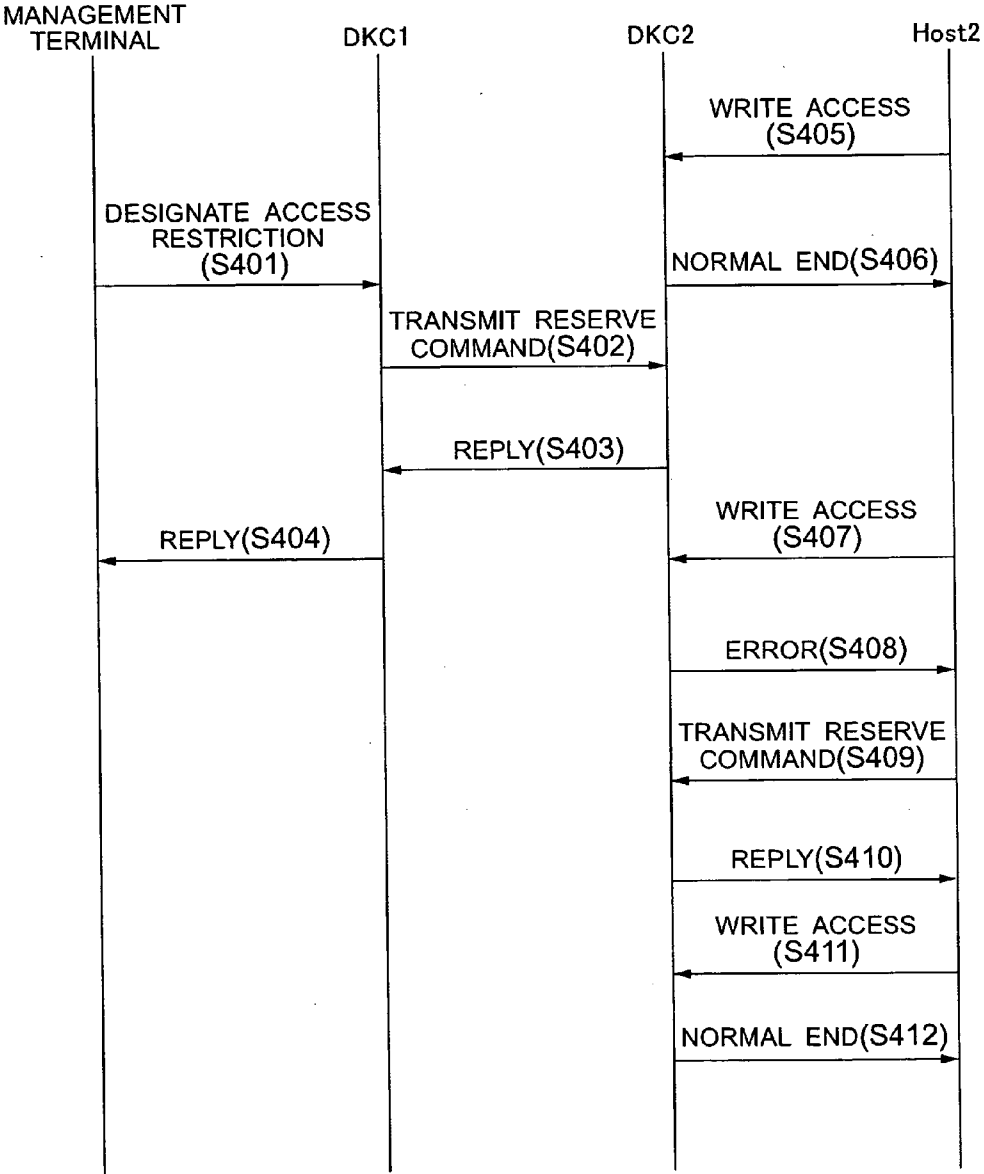 MANAGEMENT
TERMINAL
DKC1
DKC2
Host2
WRITE ACCESS
(S405)
DESIGNATE ACCESS
RESTRICTION
(S401)
NORMAL END(S406)
TRANSMIT RESERVE
COMMAND(S402)
REPLY(S403)
WRITE ACCESS
(S407)
REPLY(S404)
ERROR(S408)
TRANSMIT RESERVE
COMMAND(S409)
REPLY(S410)
WRITE ACCESS
(S411)
NORMAL END(S412)